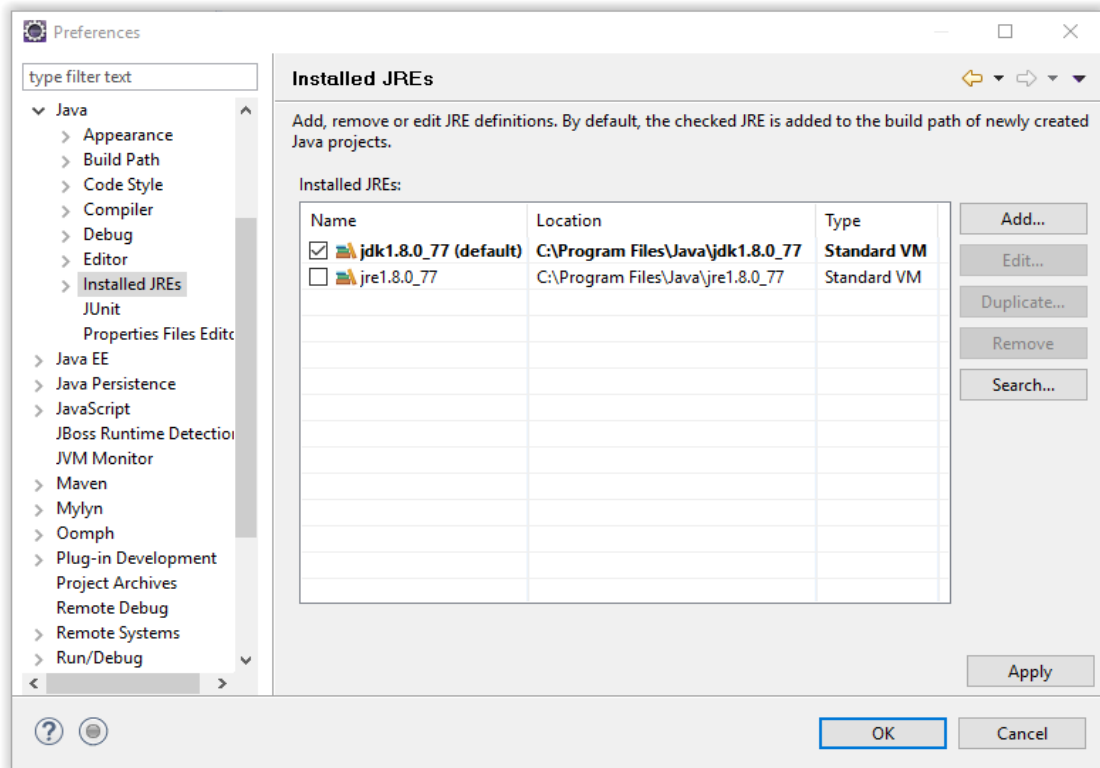 Preferences
type filter text
Java
Appearance
Build Path
Code Style
Compiler
Debug
Editor
Installed JREs
JUnit
Properties Files Edito
Java EE
Java Persistence
JavaScript
JBoss Runtime Detection
JVM Monitor
Maven
Mylyn
Oomph
Plug-in Development
Project Archives
Remote Debug
Remote Systems
Run/Debug
Installed JREs
Add, remove or edit JRE definitions. By default, the checked JRE is added to the build path of newly created
Java projects.
Installed JREs:
Name Location Type
jdk1.8.0_77 (default) C:\Program Files\Java\jdk1.8.0_77 Standard VM
jre1.8.0_77 C:\Program Files\Java\jre1.8.0_77 Standard VM
Add...
Edit...
Duplicate...
Remove
Search...
Apply
OK Cancel